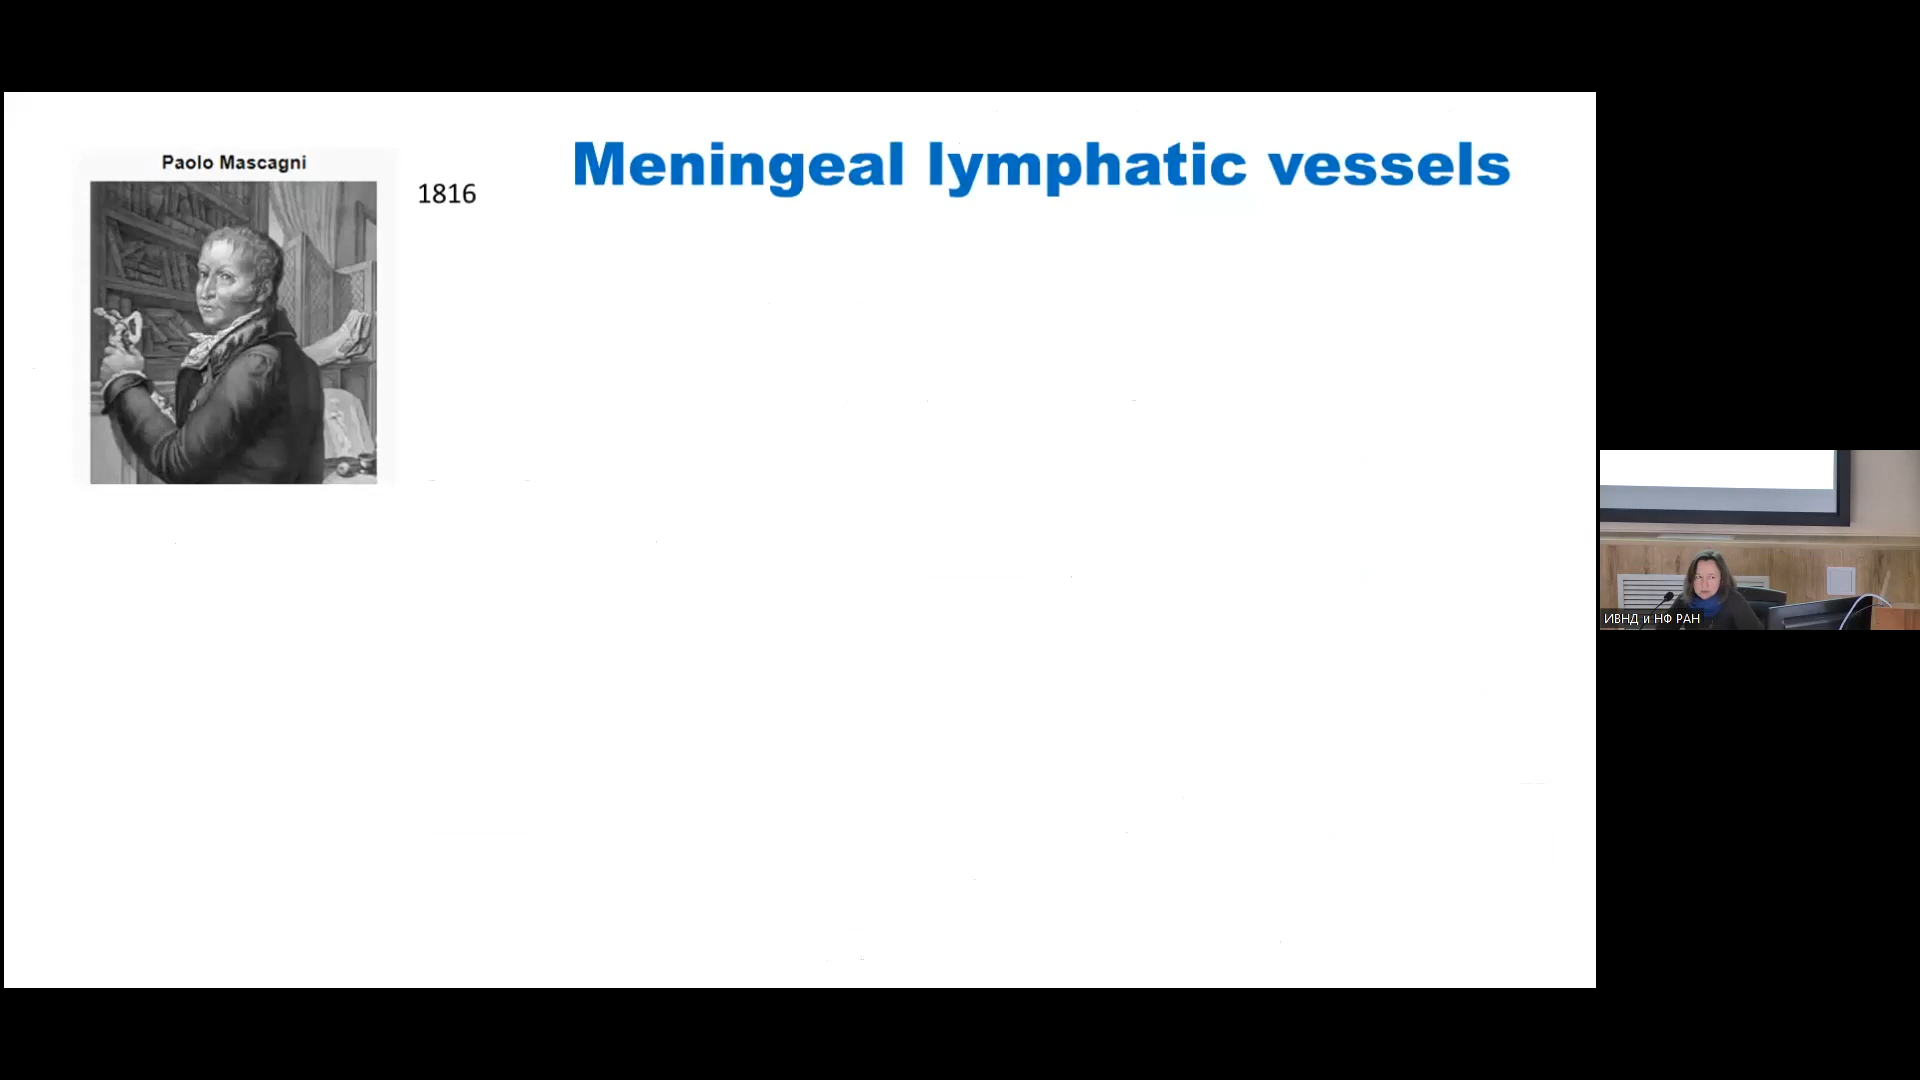 Paolo Mascagni
1816
Meningeal lymphatic vessels
ИВНД и НФ РАН